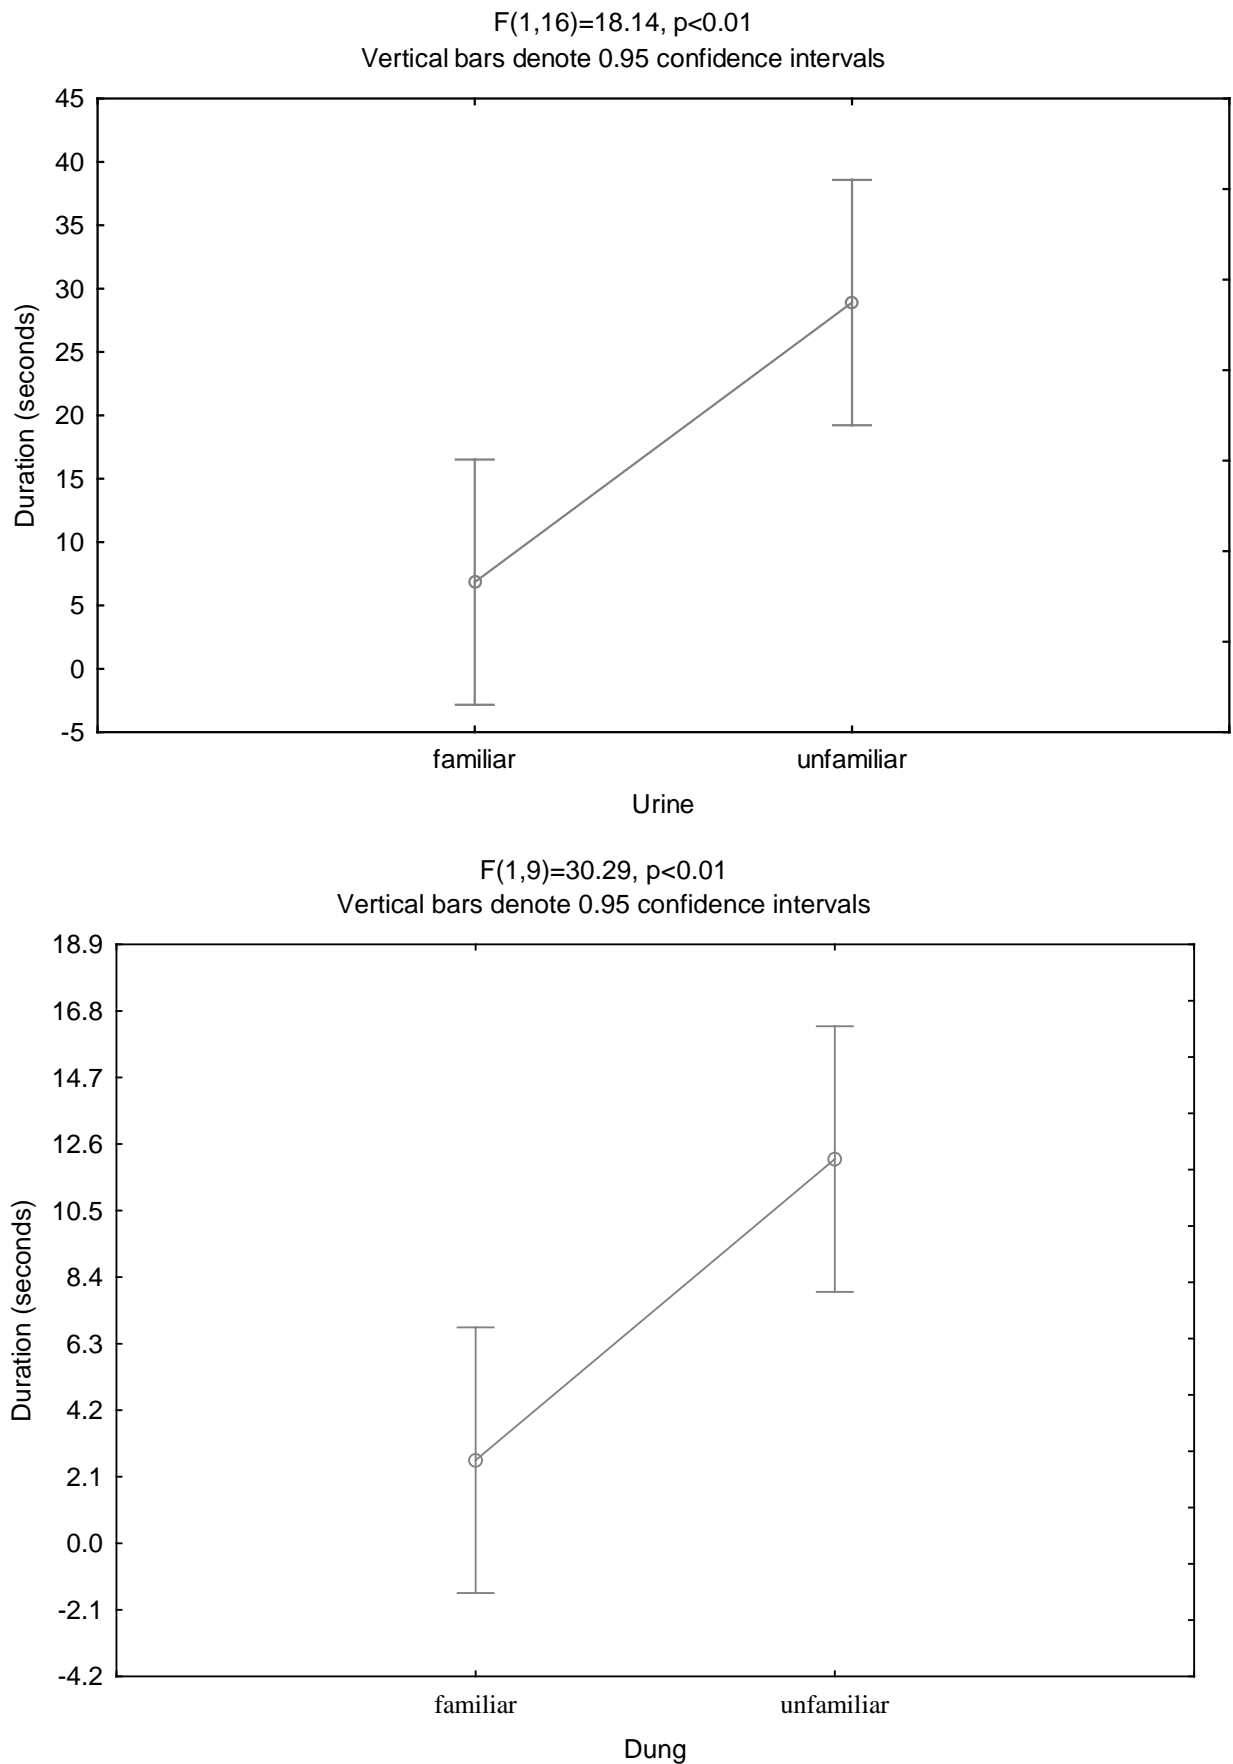 F(1,16)=18.14, p<0.01
Vertical bars denote 0.95 confidence intervals
45
40
35
30
25
20
15
10
5
0
-5
Duration (seconds)
familiar unfamiliar
Urine
F(1,9)=30.29, p<0.01
Vertical bars denote 0.95 confidence intervals
18.9
16.8
14.7
12.6
10.5
8.4
6.3
4.2
2.1
0.0
-2.1
-4.2
Duration (seconds)
familiar unfamiliar
Dung